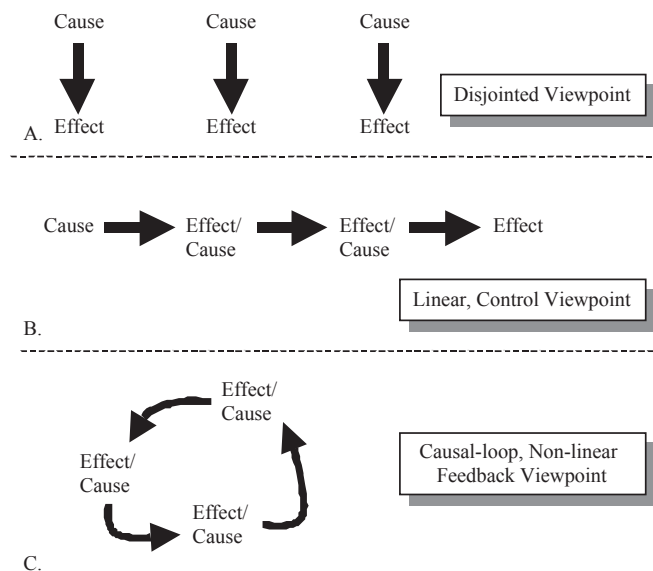 Cause Cause Cause
Effect Effect Effect
Disjointed Viewpoint
A.
Cause Effect/ Effect/ Effect
Cause Cause
Linear, Control Viewpoint
B.
Effect/
Cause
Effect/
Cause
Effect/
Cause
Causal-loop, Non-linear
Feedback Viewpoint
C.